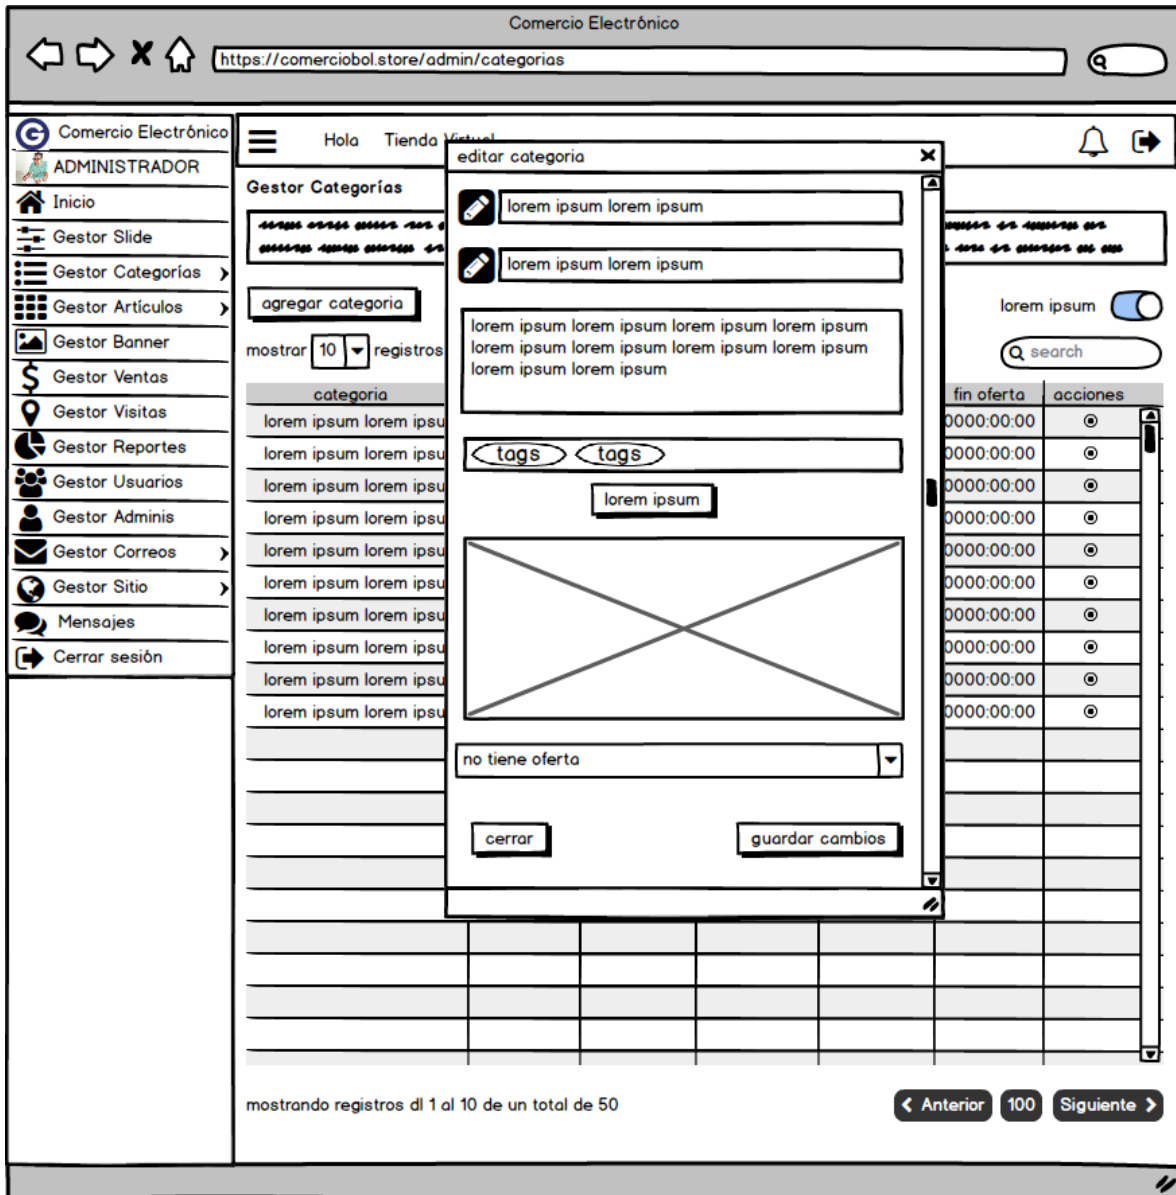 Comercio Electrónico
https://comerciobol.store/admin/categorias
Comercio Electrónico
ADMINISTRADOR
Inicio
Gestor Slide
Gestor Categorías
Gestor Artículos
Gestor Banner
Gestor Ventas
Gestor Visitas
Gestor Reportes
Gestor Usuarios
Gestor Adminis
Gestor Correos
Gestor Sitio
Mensajes
Cerrar sesión
Hola Tienda Virtual
Gestor Categorías
agregar categoria
lorem ipsum
mostrar 10 registros
search
categoria fin oferta acciones
lorem ipsum lorem ipsu 0000:00:00
lorem ipsum lorem ipsu 0000:00:00
lorem ipsum lorem ipsu 0000:00:00
lorem ipsum lorem ipsu 0000:00:00
lorem ipsum lorem ipsu 0000:00:00
lorem ipsum lorem ipsu 0000:00:00
lorem ipsum lorem ipsu 0000:00:00
lorem ipsum lorem ipsu 0000:00:00
lorem ipsum lorem ipsu 0000:00:00
lorem ipsum lorem ipsu 0000:00:00
editar categoria
lorem ipsum lorem ipsum
lorem ipsum lorem ipsum
lorem ipsum lorem ipsum lorem ipsum lorem ipsum
lorem ipsum lorem ipsum lorem ipsum lorem ipsum
lorem ipsum lorem ipsum
tags tags
lorem ipsum
no tiene oferta
cerrar guardar cambios
mostrando registros dl 1 al 10 de un total de 50
Anterior 100 Siguiente